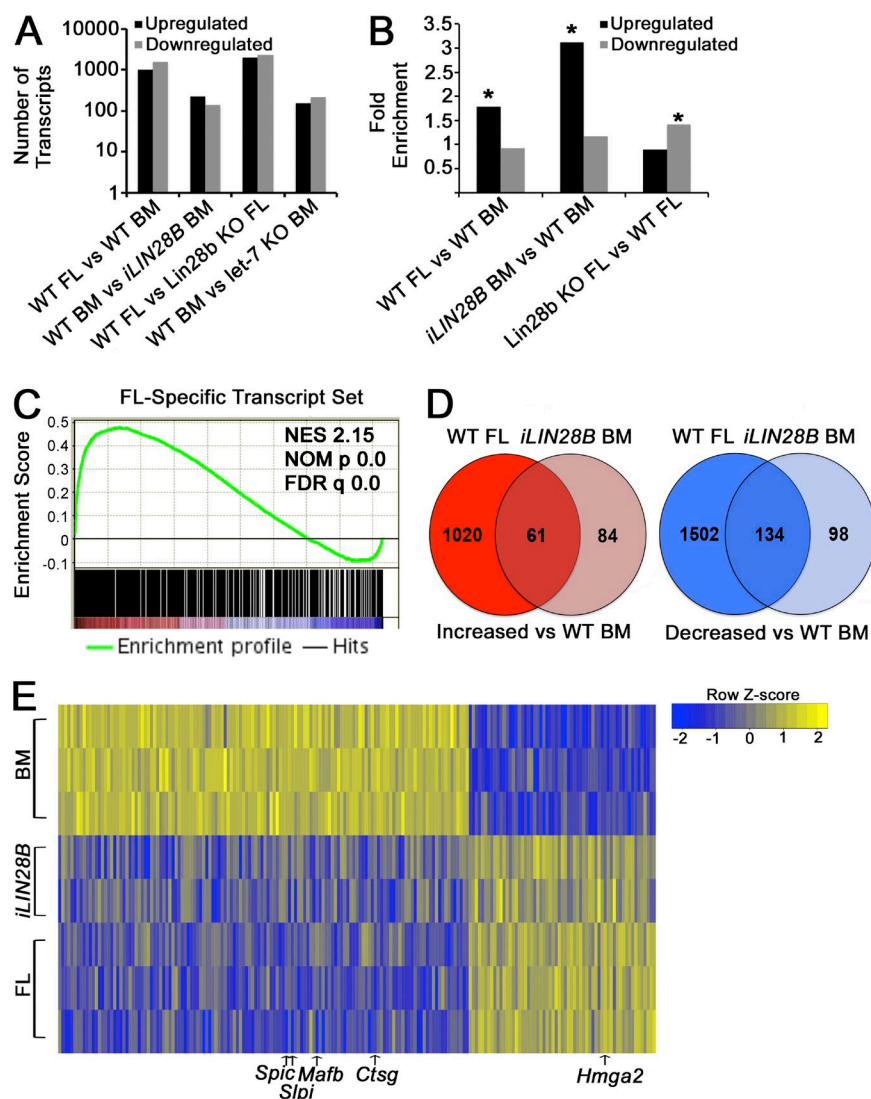 A
Upregulated
Downregulated
Number of
Transcripts
10000
1000
100
10
1
WT FL vs WT BM
WT BM vs iLIN28B BM
WT FL vs Lin28b KO FL
WT BM vs let-7 KO BM
B
Upregulated
Downregulated
Fold
Enrichment
3.5
3
2.5
2
1.5
1
0.5
*
*
*
WT FL vs WT BM
iLIN28B BM vs WT BM
Lin28b KO FL vs WT FL
C
FL-Specific Transcript Set
Enrichment Score
0.5
0.4
0.3
0.2
0.1
0
-0.1
NES 2.15
NOM p 0.0
FDR q 0.0
Enrichment profile
Hits
D
WT FL iLIN28B BM
1020
61
84
Increased vs WT BM
WT FL iLIN28B BM
1502
134
98
Decreased vs WT BM
E
Row Z-score
-2 -1 0 1 2
BM
iLIN28B
FL
Spic
Slpi
Mafb
Ctsg
Hmga2